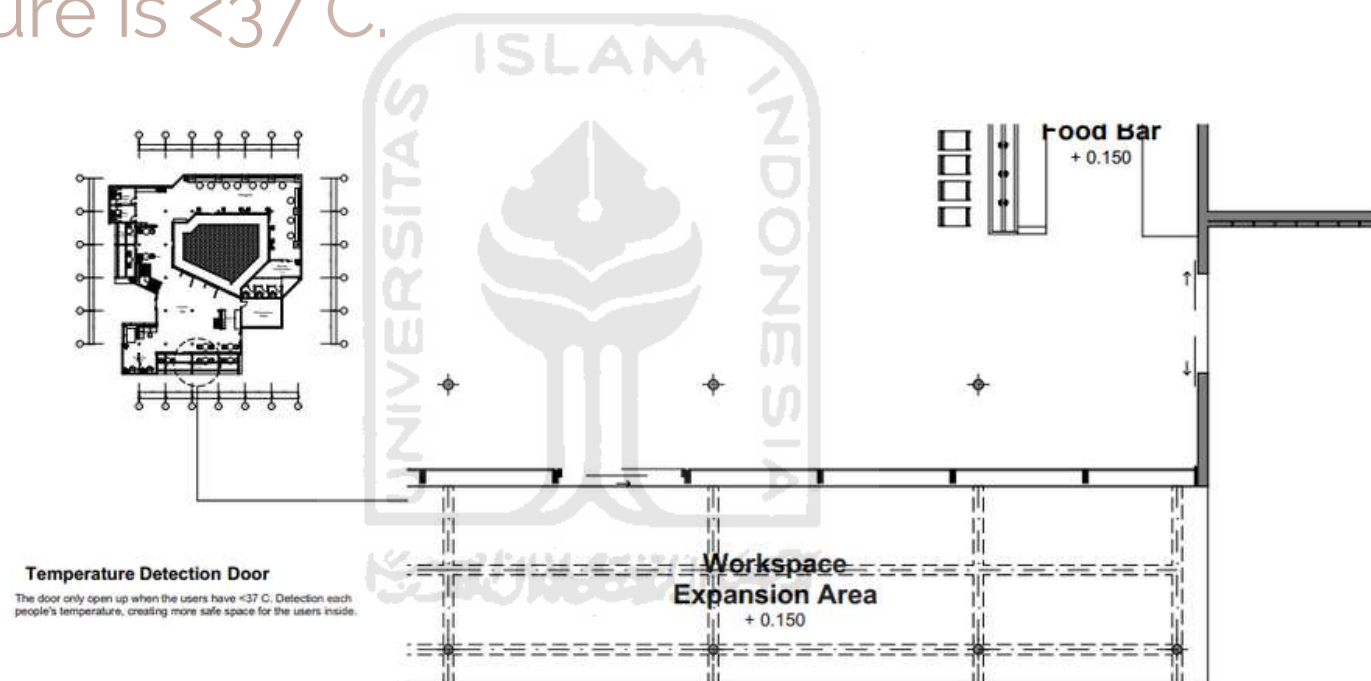 ure is <37 C.
UNIVERSITAS
ISLAM
INDONESIA
Food Bar
+ 0.150
Workspace
Expansion Area
+ 0.150
Temperature Detection Door
The door only open up when the users have <37 C. Detection each
people's temperature, creating more safe space for the users inside.